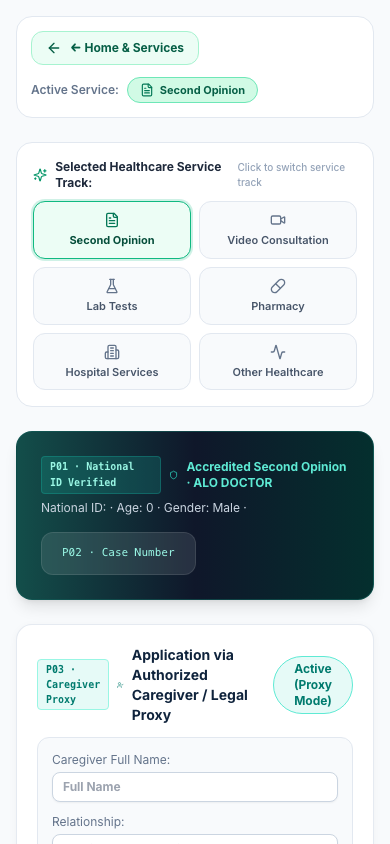 ← Home & Services
Active Service:
Second Opinion
Selected Healthcare Service
Track:
Click to switch service
track
Second Opinion
Video Consultation
Lab Tests
Pharmacy
Hospital Services
Other Healthcare
P01 · National
ID Verified
Accredited Second Opinion
· ALO DOCTOR
National ID: · Age: 0 · Gender: Male ·
P02 · Case Number
P03 ·
Caregiver
Proxy
Application via
Authorized
Caregiver / Legal
Proxy
Active
(Proxy
Mode)
Caregiver Full Name:
Full Name
Relationship: